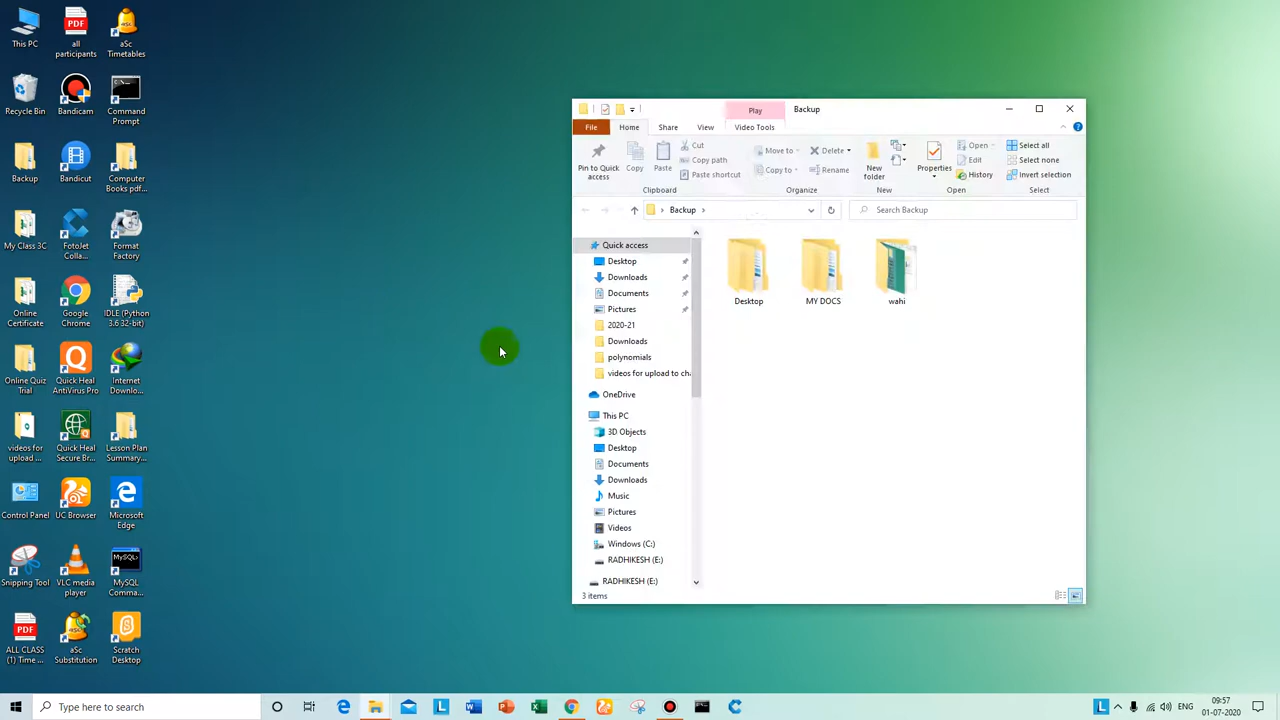 This PC
all
participants
aSc
Timetables
Recycle Bin
Bandicam
Command
Prompt
Backup
Bandicut
Computer
Books pdf...
My Class 3C
FotoJet
Colla...
Format
Factory
Online
Certificate
Google
Chrome
IDLE (Python
3.6 32-bit)
Online Quiz
Trial
Quick Heal
AntiVirus Pro
Internet
Downlo...
videos for
upload ...
Quick Heal
Secure Br...
Lesson Plan
Summary...
Control Panel
UC Browser
Microsoft
Edge
Snipping Tool
VLC media
player
MySQL
Comma...
ALL CLASS
(1) Time ...
aSc
Substitution
Scratch
Desktop
Play
Backup
File
Home
Share
View
Video Tools
Pin to Quick
access
Copy
Paste
Cut
Copy path
Paste shortcut
Clipboard
Move to
Copy to
Delete
Rename
Organize
New
folder
New
Properties
Open
Edit
History
Open
Select all
Select none
Invert selection
Select
Backup
Search Backup
Quick access
Desktop
Downloads
Documents
Pictures
2020-21
Downloads
polynomials
videos for upload to cha
OneDrive
This PC
3D Objects
Desktop
Documents
Downloads
Music
Pictures
Videos
Windows (C:)
RADHIKESH (E:)
RADHIKESH (E:)
Desktop
MY DOCS
wahi
3 items
Type here to search
ENG
09:57
01-07-2020